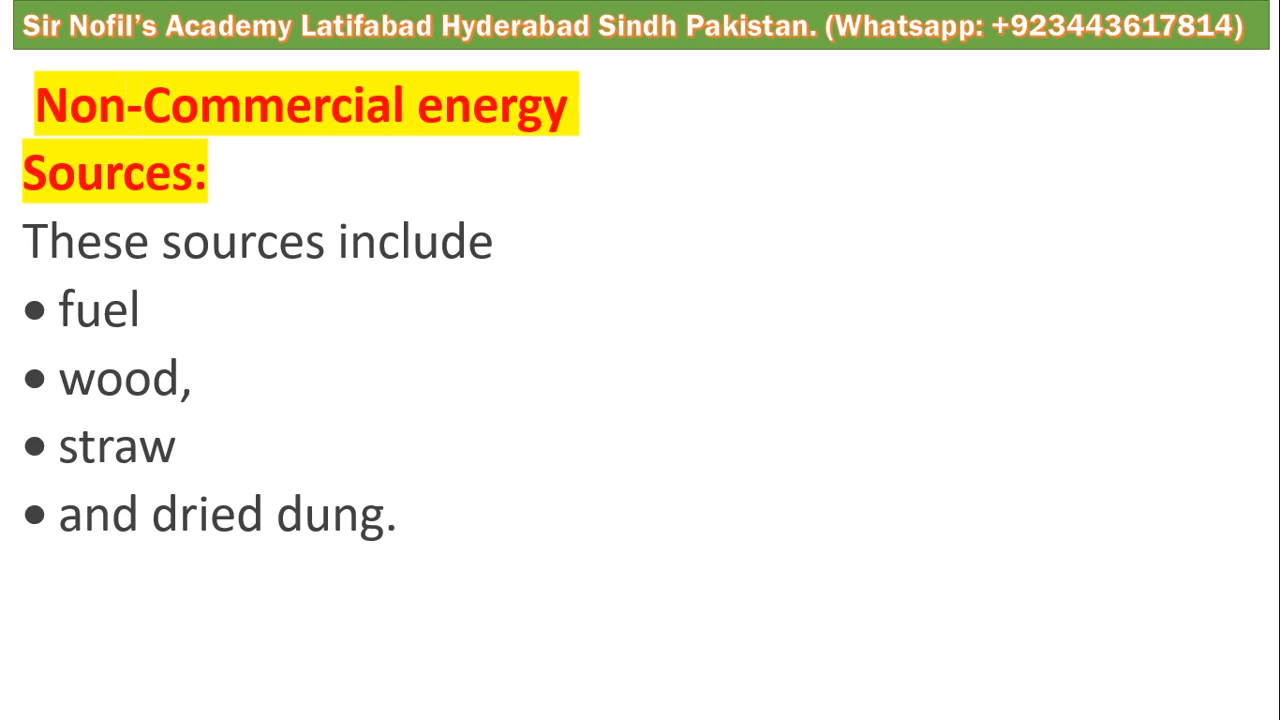 Sir Nofil’s Academy Latifabad Hyderabad Sindh Pakistan. (Whatsapp: +923443617814)
Non-Commercial energy
Sources:
These sources include
• fuel
• wood,
• straw
• and dried dung.